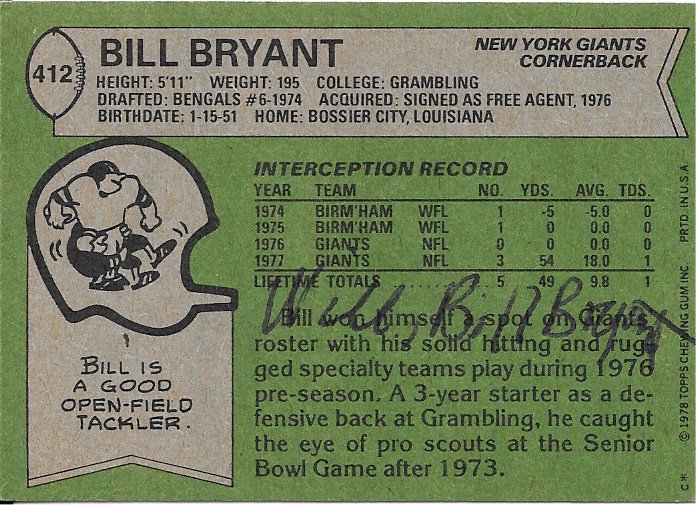 412
BILL BRYANT
NEW YORK GIANTS
CORNERBACK
HEIGHT: 5'11" WEIGHT: 195 COLLEGE: GRAMBLING
DRAFTED: BENGALS #6-1974 ACQUIRED: SIGNED AS FREE AGENT, 1976
BIRTHDATE: 1-15-51 HOME: BOSSIER CITY, LOUISIANA
INTERCEPTION RECORD
YEAR TEAM NO. YDS. AVG. TDS.
1974 BIRM'HAM WFL 1 -5 -5.0 0
1975 BIRM'HAM WFL 1 0 0.0 0
1976 GIANTS NFL 0 0 0.0 0
1977 GIANTS NFL 3 54 18.0 1
LIFETIME TOTALS 5 49 9.8 1
Bill won himself a spot on Giants
roster with his solid hitting and rug-
ged specialty teams play during 1976
pre-season. A 3-year starter as a de-
fensive back at Grambling, he caught
the eye of pro scouts at the Senior
Bowl Game after 1973.
BILL IS
A GOOD
OPEN-FIELD
TACKLER.
Bill Bryant
© 1978 TOPPS CHEWING GUM INC. PRTD. IN U.S.A.
C*